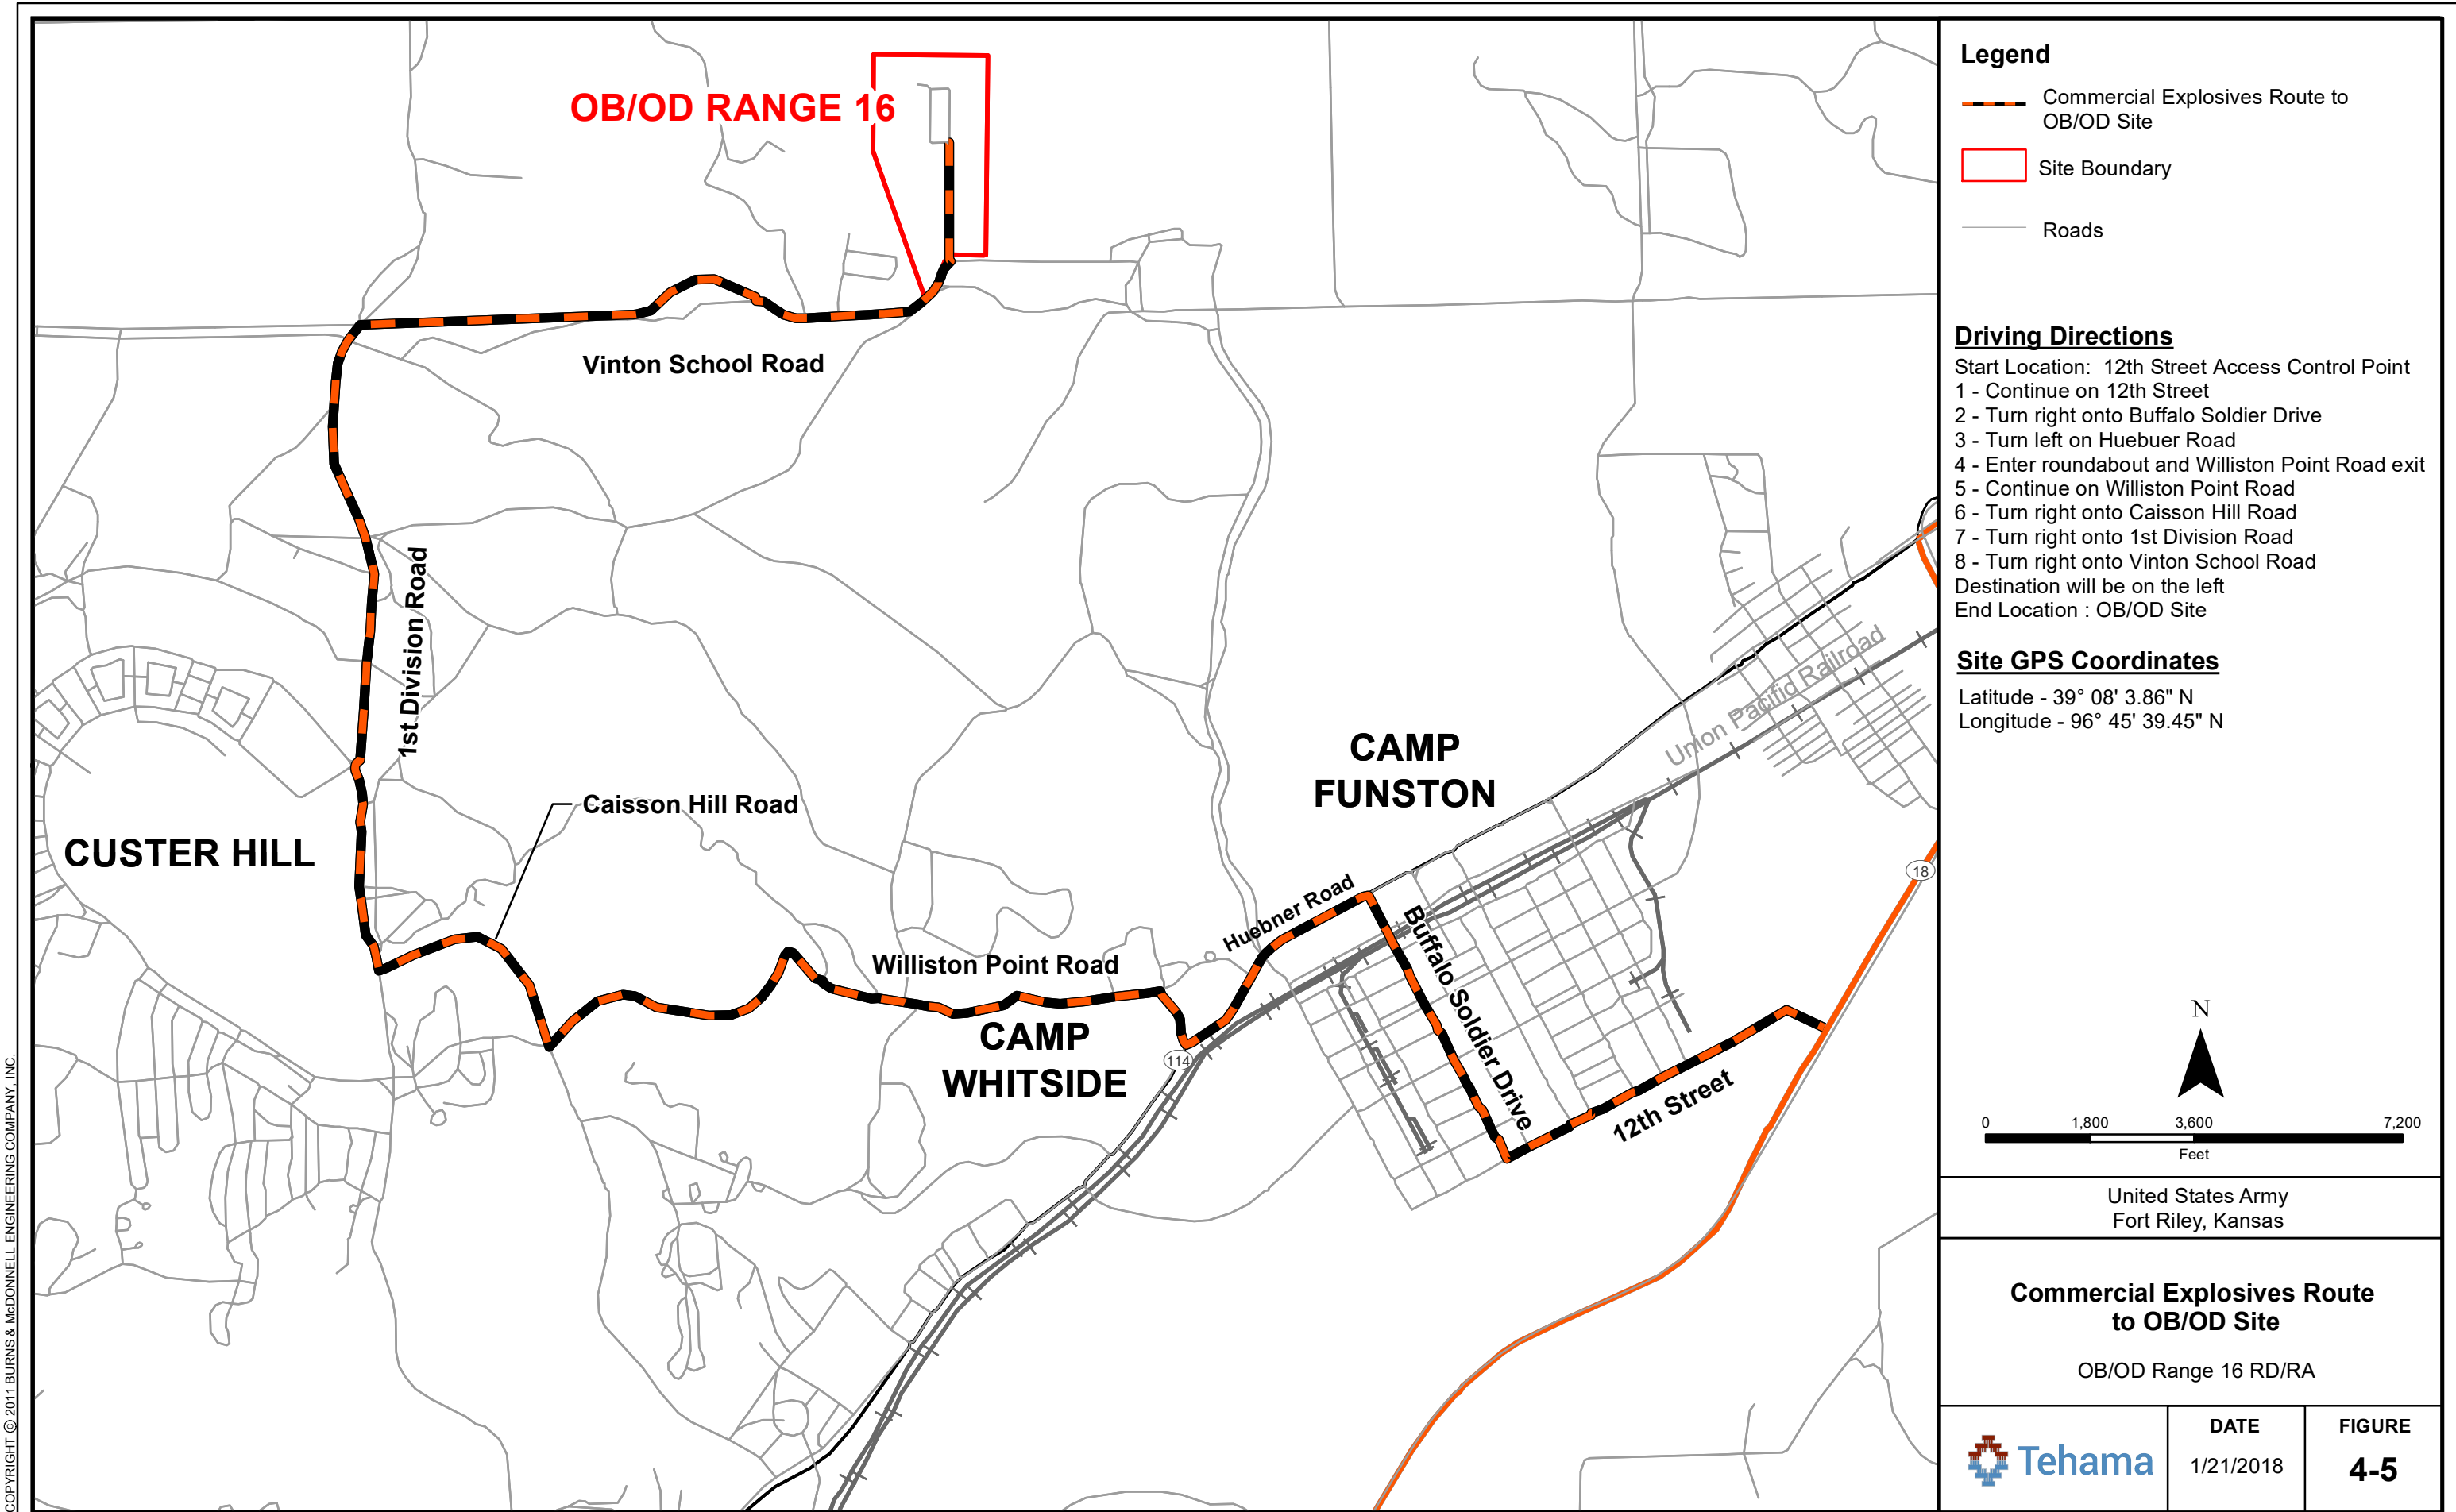 OB/OD RANGE 16
Vinton School Road
1st Division Road
Caisson Hill Road
CUSTER HILL
CAMP
FUNSTON
Union Pacific Railroad
18
Huebner Road
Buffalo Soldier Drive
Williston Point Road
CAMP
WHITSIDE
114
12th Street
COPYRIGHT © 2011 BURNS & McDONNELL ENGINEERING COMPANY, INC.
Legend
Commercial Explosives Route to
OB/OD Site
Site Boundary
Roads
Driving Directions
Start Location: 12th Street Access Control Point
1 - Continue on 12th Street
2 - Turn right onto Buffalo Soldier Drive
3 - Turn left on Huebuer Road
4 - Enter roundabout and Williston Point Road exit
5 - Continue on Williston Point Road
6 - Turn right onto Caisson Hill Road
7 - Turn right onto 1st Division Road
8 - Turn right onto Vinton School Road
Destination will be on the left
End Location : OB/OD Site
Site GPS Coordinates
Latitude - 39° 08' 3.86" N
Longitude - 96° 45' 39.45" N
N
0 1,800 3,600 7,200
Feet
United States Army
Fort Riley, Kansas
Commercial Explosives Route
to OB/OD Site
OB/OD Range 16 RD/RA
Tehama
DATE
1/21/2018
FIGURE
4-5